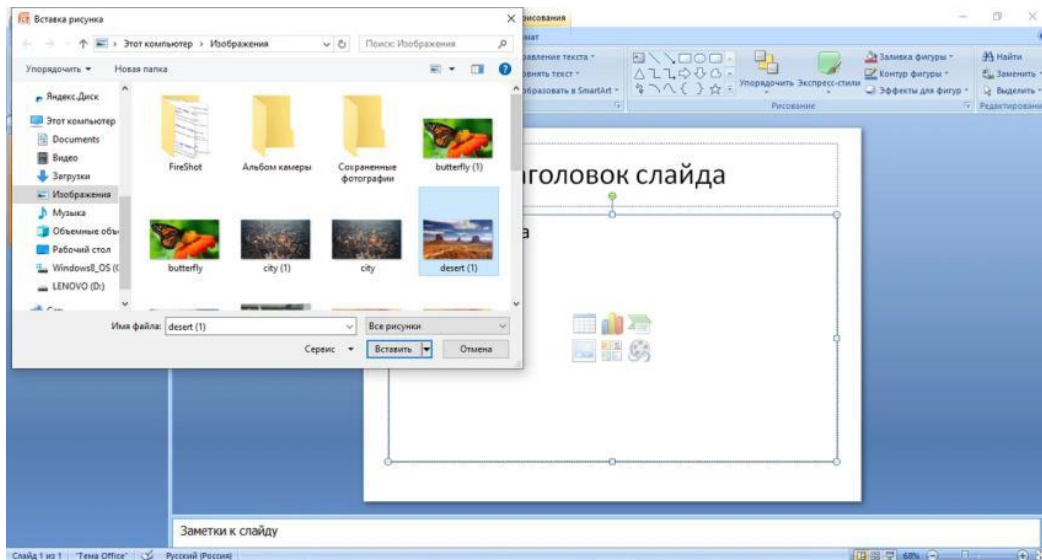 Вставка рисунка
Этот компьютер › Изображения
Поиск: Изображения
Упорядочить
Новая папка
Яндекс.Диск
Этот компьютер
Documents
Видео
Загрузки
Изображения
Музыка
Объемные объ
Рабочий стол
Windows8_OS (C
LENOVO (D:)
FireShot
Альбом камеры
Сохраненные
фотографии
butterfly (1)
butterfly
city (1)
city
desert (1)
Имя файла: desert (1)
Все рисунки
Сервис
Вставить
Отмена
рисования
мат
равление текста
енять текст
образовать в SmartArt
Упорядочить
Экспресс-стили
Заливка фигуры
Контур фигуры
Эффекты для фигур
Рисование
Найти
Заменить
Выделить
Редактировани
головок слайда
а
Заметки к слайду
Слайд 1 из 1
"Тема Office"
Русский (Россия)
68%